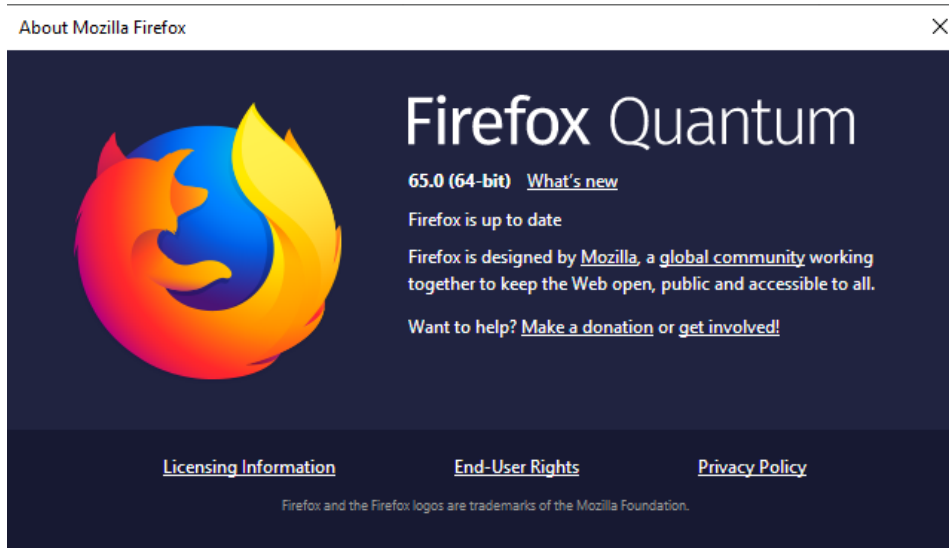 About Mozilla Firefox
Firefox Quantum
65.0 (64-bit) What's new
Firefox is up to date
Firefox is designed by Mozilla, a global community working
together to keep the Web open, public and accessible to all.
Want to help? Make a donation or get involved!
Licensing Information End-User Rights Privacy Policy
Firefox and the Firefox logos are trademarks of the Mozilla Foundation.